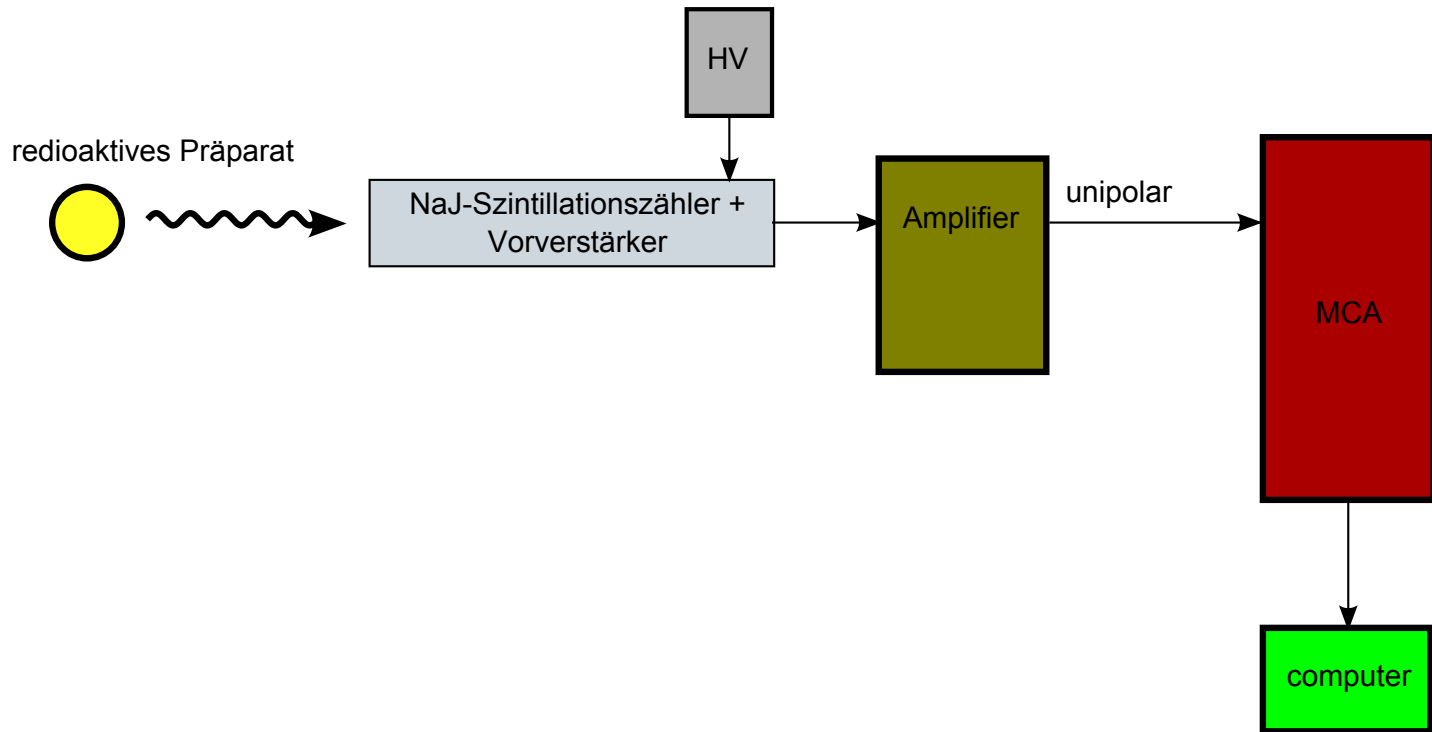 HV
redioaktives Präparat
NaJ-Szintillationszähler +
Vorverstärker
Amplifier
unipolar
MCA
computer